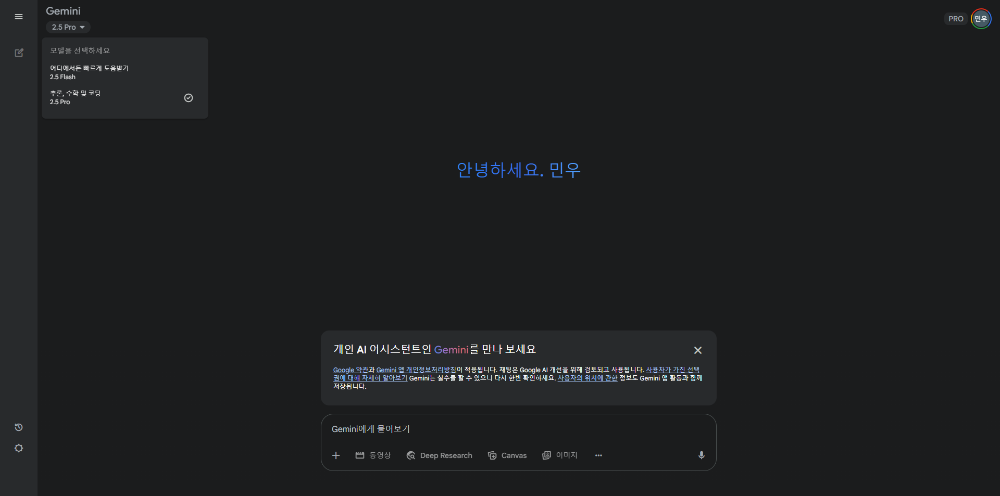 Gemini
2.5 Pro
PRO
민우
모델을 선택하세요
어디에서든 빠르게 도움받기
2.5 Flash
추론, 수학 및 코딩
2.5 Pro
안녕하세요. 민우
개인 AI 어시스턴트인 Gemini를 만나 보세요
Google 약관과 Gemini 앱 개인정보처리방침이 적용됩니다. 채팅은 Google AI 개선을 위해 검토되고 사용됩니다. 사용자가 가진 선택
권에 대해 자세히 알아보기 Gemini는 실수를 할 수 있으니 다시 한번 확인하세요. 사용자의 위치에 관한 정보도 Gemini 앱 활동과 함께
저장됩니다.
Gemini에게 물어보기
동영상 Deep Research Canvas 이미지